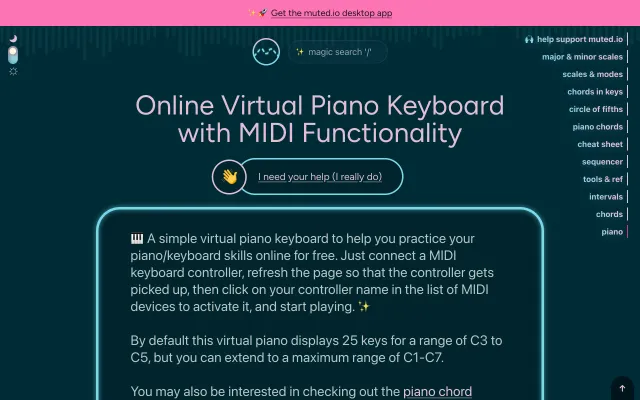 ✨🚀 Get the muted.io desktop app
✨ magic search '/'
🙌 help support muted.io
major & minor scales
scales & modes
chords in keys
circle of fifths
piano chords
cheat sheet
sequencer
tools & ref
intervals
chords
piano
Online Virtual Piano Keyboard
with MIDI Functionality
👋 I need your help (I really do)
🎹 A simple virtual piano keyboard to help you practice your
piano/keyboard skills online for free. Just connect a MIDI
keyboard controller, refresh the page so that the controller gets
picked up, then click on your controller name in the list of MIDI
devices to activate it, and start playing. ✨
By default this virtual piano displays 25 keys for a range of C3 to
C5, but you can extend to a maximum range of C1-C7.
You may also be interested in checking out the piano chord